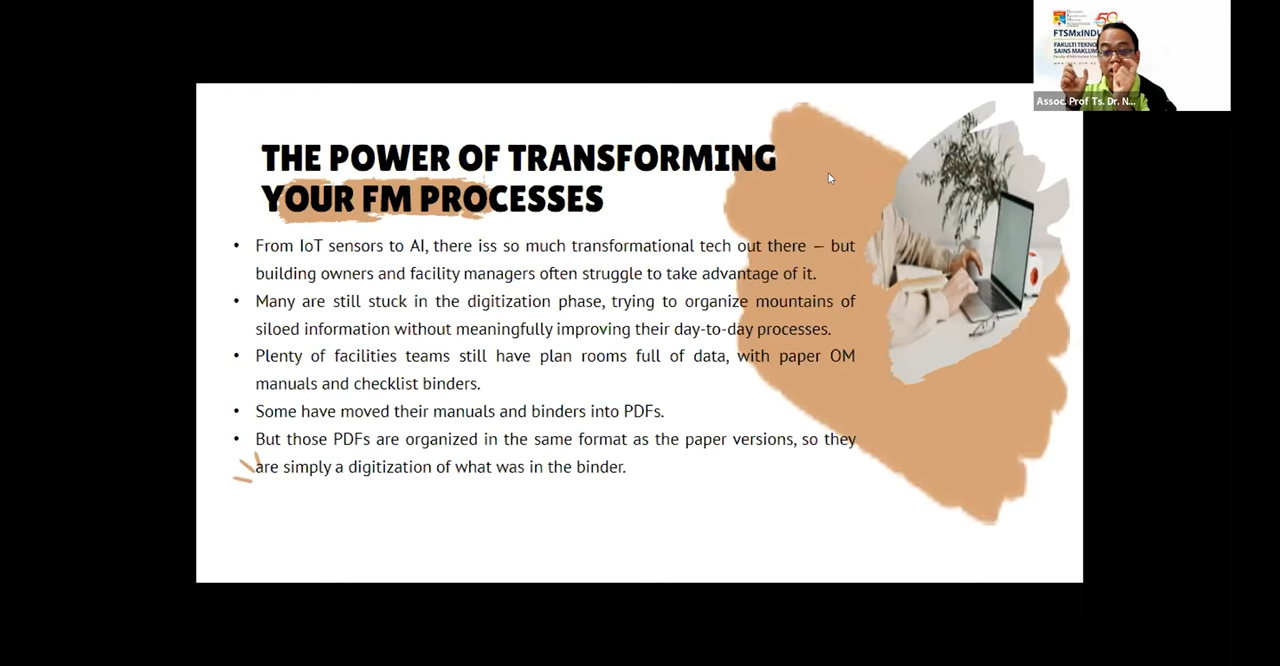 FTSMxINDU
FAKULTI TEKNO
SAINS MAKLUM
Assoc. Prof Ts. Dr. N...
THE POWER OF TRANSFORMING
YOUR FM PROCESSES
• From IoT sensors to AI, there iss so much transformational tech out there – but
building owners and facility managers often struggle to take advantage of it.
• Many are still stuck in the digitization phase, trying to organize mountains of
siloed information without meaningfully improving their day-to-day processes.
• Plenty of facilities teams still have plan rooms full of data, with paper OM
manuals and checklist binders.
• Some have moved their manuals and binders into PDFs.
• But those PDFs are organized in the same format as the paper versions, so they
are simply a digitization of what was in the binder.